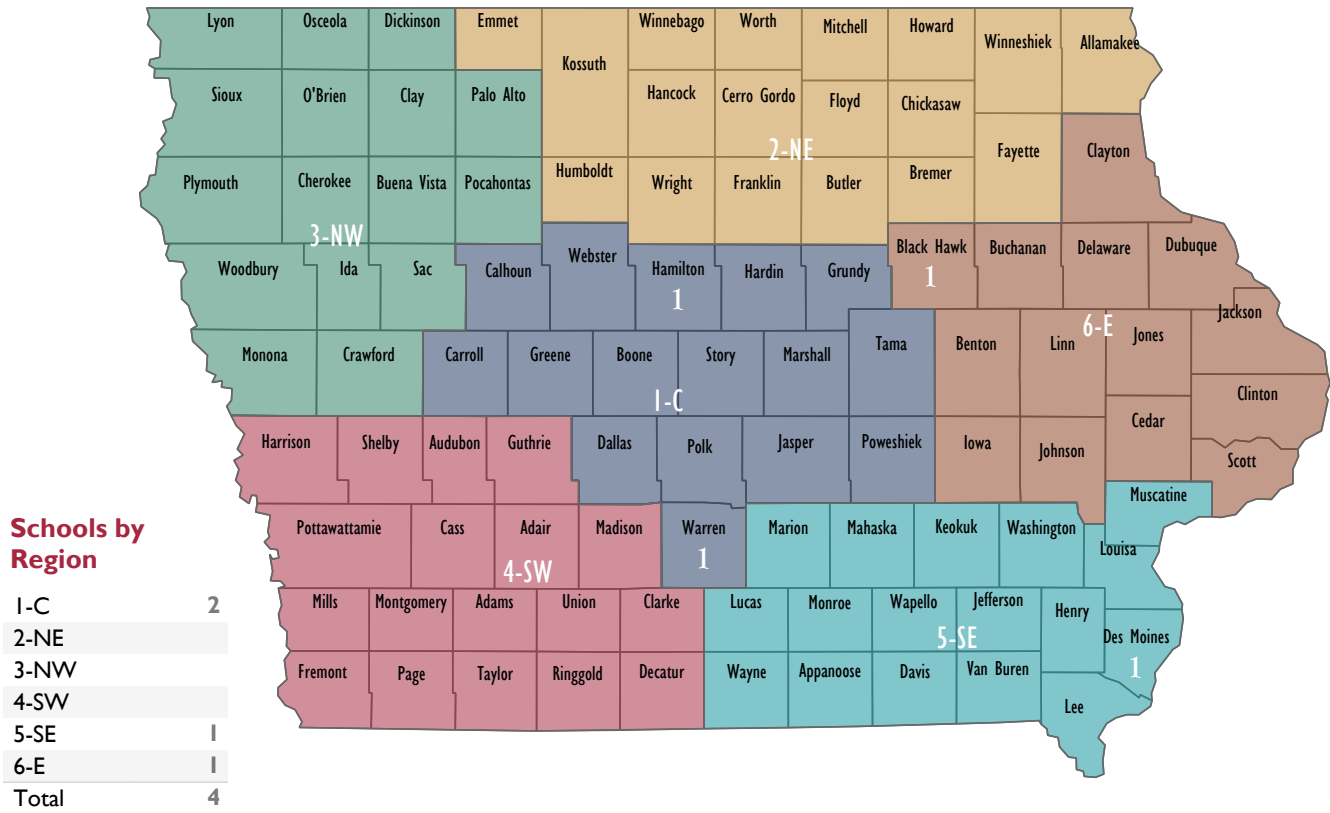 Lyon Osceola Dickinson Emmet Winnebago Worth Mitchell Howard
Winneshiek Allamakee
Kossuth
Sioux O'Brien Clay Palo Alto Hancock Cerro Gordo Floyd Chickasaw
2-NE
Fayette Clayton
Plymouth Cherokee Buena Vista Pocahontas Humboldt Wright Franklin Butler Bremer
3-NW
Woodbury Ida Sac Calhoun Webster Hamilton Hardin Grundy Black Hawk Buchanan Delaware Dubuque
1 1
Jackson
6-E
Monona Crawford Carroll Greene Boone Story Marshall Tama Benton Linn Jones
1-C
Clinton
Cedar
Harrison Shelby Audubon Guthrie Dallas Polk Jasper Poweshiek Iowa Johnson
Scott
Muscatine
Schools by
Region
Pottawattamie Cass Adair Madison Warren Marion Mahaska Keokuk Washington
Louisa
4-SW 1
1-C 2
2-NE
3-NW
4-SW
5-SE 1
6-E 1
Total 4
Mills Montgomery Adams Union Clarke Lucas Monroe Wapello Jefferson Henry
5-SE
Des Moines
1
Fremont Page Taylor Ringgold Decatur Wayne Appanoose Davis Van Buren
Lee